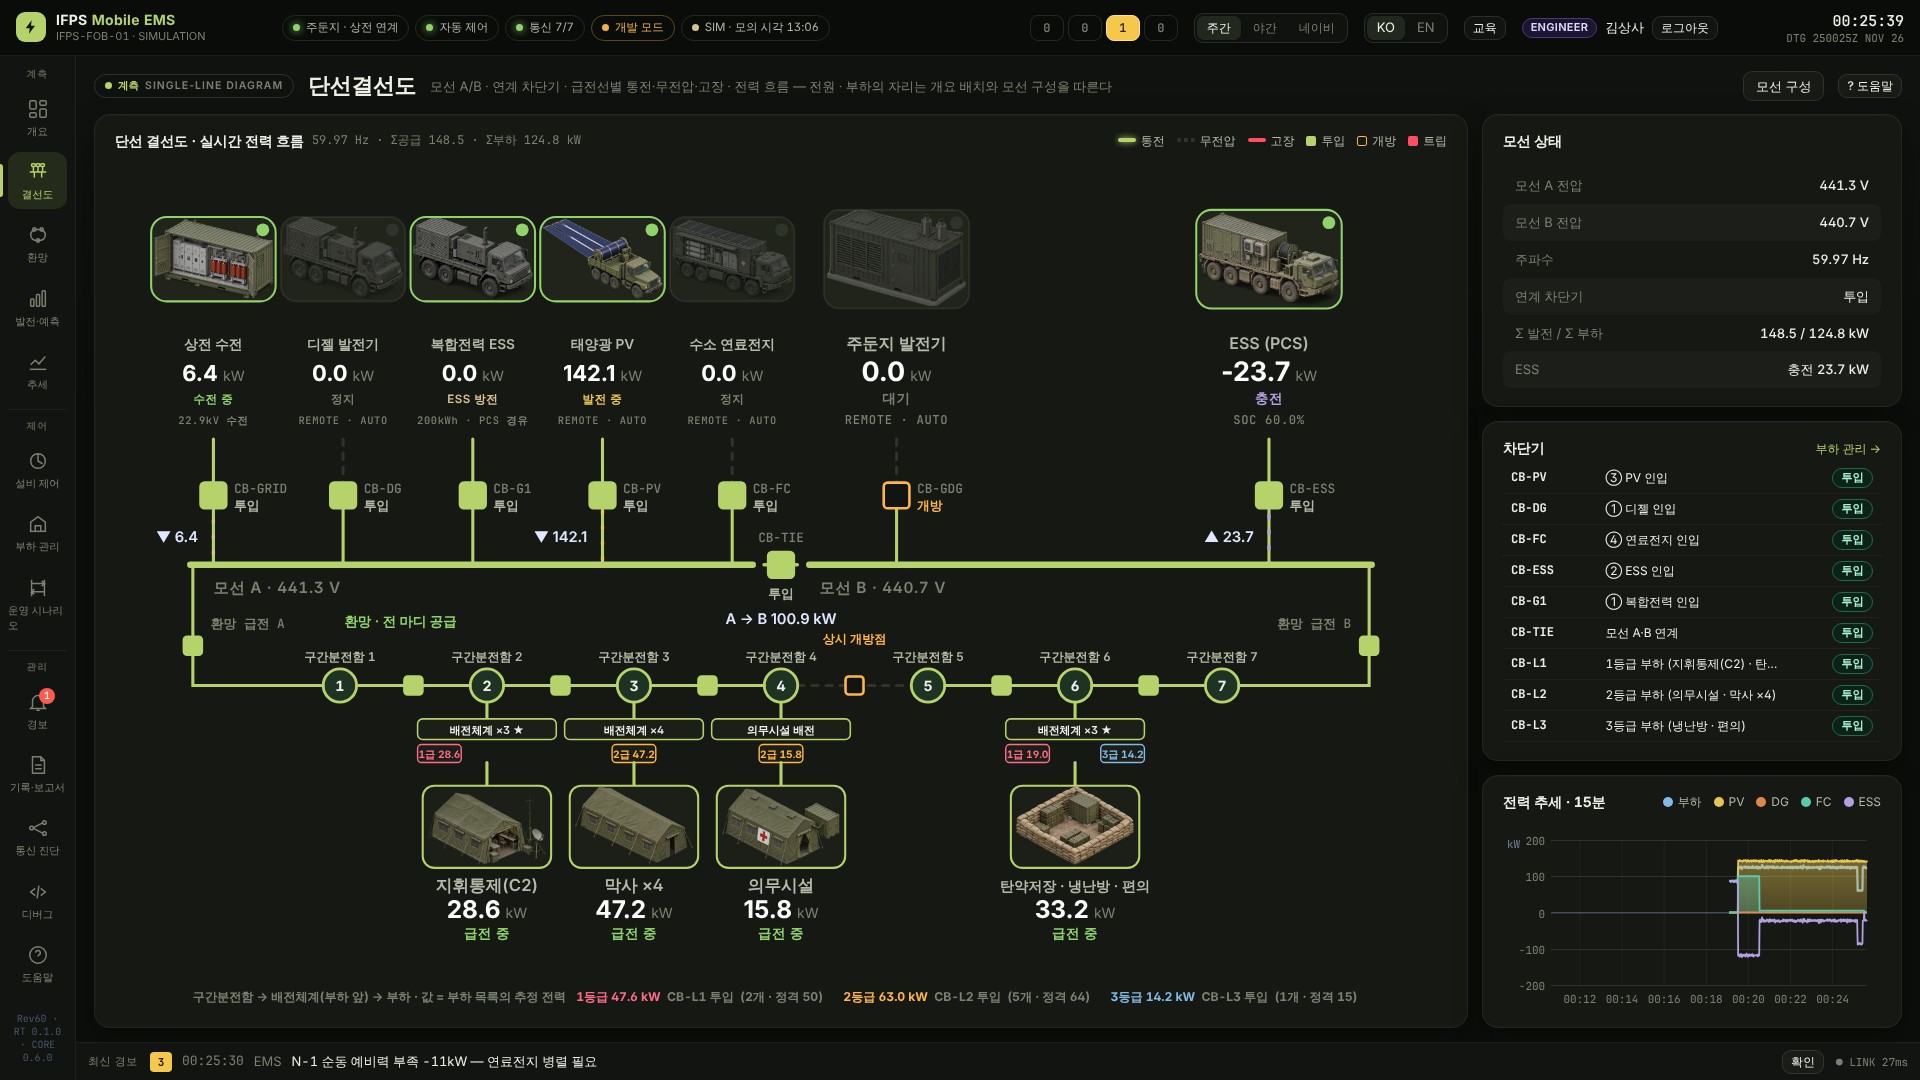 IFPS Mobile EMS
IFPS-FOB-01 · SIMULATION
주둔지 · 상전 연계
자동 제어
통신 7/7
개발 모드
SIM · 모의 시각 13:06
0 0 1 0
주간 야간 네이비
KO EN
교육
ENGINEER 김상사 로그아웃
00:25:39
DTG 250025Z NOV 26
계측
개요
결선도
환망
발전·예측
추세
제어
설비 제어
부하 관리
운영 시나리
오
관리
1
경보
기록·보고서
통신 진단
디버그
도움말
Rev60 ·
RT 0.1.0
· CORE
0.6.0
계측 SINGLE-LINE DIAGRAM
단선결선도
모선 A/B · 연계 차단기 · 급전선별 통전·무전압·고장 · 전력 흐름 — 전원 · 부하의 자리는 개요 배치와 모선 구성을 따른다
모선 구성
? 도움말
단선 결선도 · 실시간 전력 흐름 59.97 Hz · Σ공급 148.5 · Σ부하 124.8 kW
통전 무전압 고장 투입 개방 트립
상전 수전
6.4 kW
수전 중
22.9kV 수전
디젤 발전기
0.0 kW
정지
REMOTE · AUTO
복합전력 ESS
0.0 kW
ESS 방전
200kWh · PCS 경유
태양광 PV
142.1 kW
발전 중
REMOTE · AUTO
수소 연료전지
0.0 kW
정지
REMOTE · AUTO
주둔지 발전기
0.0 kW
대기
REMOTE · AUTO
ESS (PCS)
-23.7 kW
충전
SOC 60.0%
CB-GRID
투입
CB-DG
투입
CB-G1
투입
CB-PV
투입
CB-FC
투입
CB-GDG
개방
CB-ESS
투입
▼ 6.4
▼ 142.1
CB-TIE
▲ 23.7
모선 A · 441.3 V
투입
모선 B · 440.7 V
환망 급전 A
환망 · 전 마디 공급
A → B 100.9 kW
상시 개방점
환망 급전 B
구간분전함 1
구간분전함 2
구간분전함 3
구간분전함 4
구간분전함 5
구간분전함 6
구간분전함 7
1 2 3 4 5 6 7
배전체계 ×3 ★
배전체계 ×4
의무시설 배전
배전체계 ×3 ★
1급 28.6
2급 47.2
2급 15.8
1급 19.0
3급 14.2
지휘통제(C2)
28.6 kW
급전 중
막사 ×4
47.2 kW
급전 중
의무시설
15.8 kW
급전 중
탄약저장 · 냉난방 · 편의
33.2 kW
급전 중
구간분전함 → 배전체계(부하 앞) → 부하 · 값 = 부하 목록의 추정 전력 1등급 47.6 kW CB-L1 투입 (2개 · 정격 50) 2등급 63.0 kW CB-L2 투입 (5개 · 정격 64) 3등급 14.2 kW CB-L3 투입 (1개 · 정격 15)
모선 상태
모선 A 전압 441.3 V
모선 B 전압 440.7 V
주파수 59.97 Hz
연계 차단기 투입
Σ 발전 / Σ 부하 148.5 / 124.8 kW
ESS 충전 23.7 kW
차단기 부하 관리 →
CB-PV ③ PV 인입 투입
CB-DG ① 디젤 인입 투입
CB-FC ④ 연료전지 인입 투입
CB-ESS ② ESS 인입 투입
CB-G1 ① 복합전력 인입 투입
CB-TIE 모선 A·B 연계 투입
CB-L1 1등급 부하 (지휘통제(C2) · 탄... 투입
CB-L2 2등급 부하 (의무시설 · 막사 ×4) 투입
CB-L3 3등급 부하 (냉난방 · 편의) 투입
전력 추세 · 15분
부하 PV DG FC ESS
kW 200
100
0
-100
-200
00:12 00:14 00:16 00:18 00:20 00:22 00:24
최신 경보 3 00:25:30 EMS N-1 순동 예비력 부족 -11kW — 연료전지 병렬 필요
확인
LINK 27ms